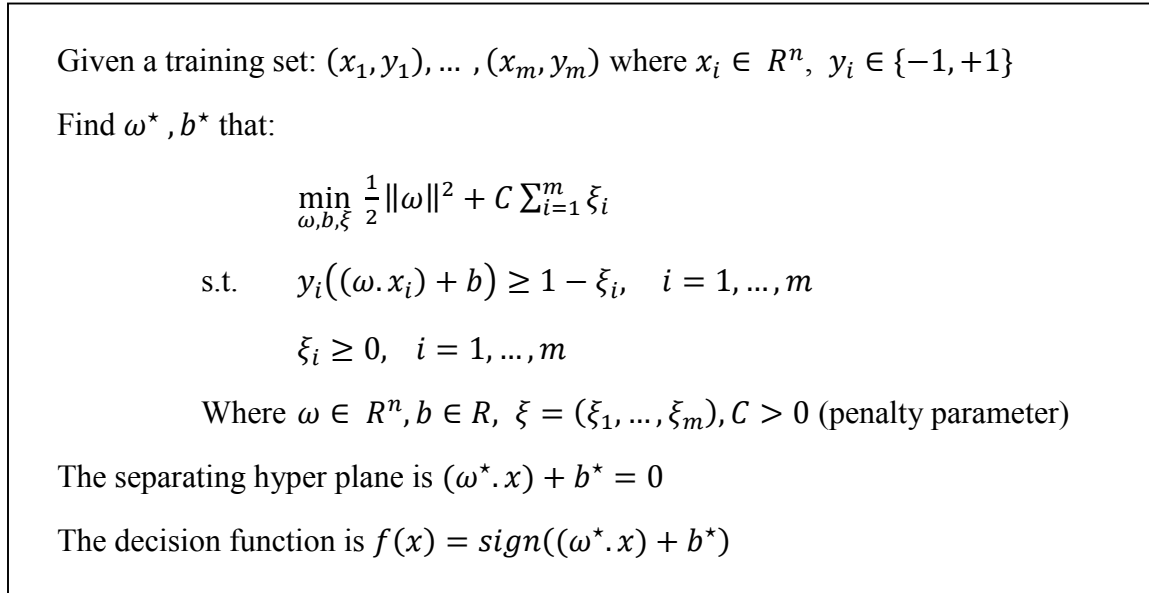 Given a training set: (x₁, y₁), … , (xₘ, yₘ) where xᵢ ∈ Rⁿ, yᵢ ∈ {−1, +1}
Find ω⋆ , b⋆ that:
min_{ω,b,ξ} ½‖ω‖² + C ∑ᵢ₌₁ᵐ ξᵢ
s.t. yᵢ((ω. xᵢ) + b) ≥ 1 − ξᵢ, i = 1, … , m
ξᵢ ≥ 0, i = 1, … , m
Where ω ∈ Rⁿ, b ∈ R, ξ = (ξ₁, … , ξₘ), C > 0 (penalty parameter)
The separating hyper plane is (ω⋆. x) + b⋆ = 0
The decision function is f(x) = sign((ω⋆. x) + b⋆)